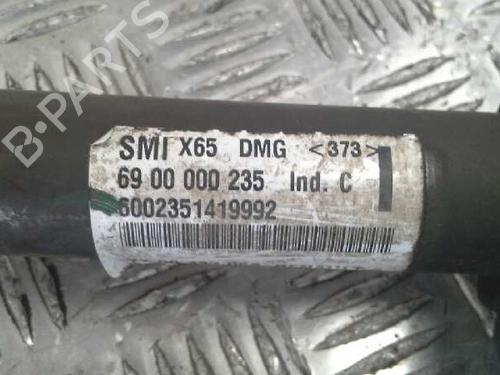 B-PARTS
SMI X65 DMG <373>
69 00 000 235 Ind. C
6002351419992